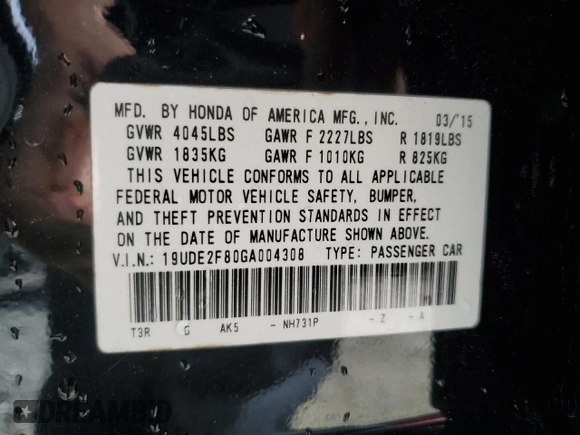 MFD. BY HONDA OF AMERICA MFG., INC. 03/'15
GVWR 4045LBS GAWR F 2227LBS R 1819LBS
GVWR 1835KG GAWR F 1010KG R 825KG
THIS VEHICLE CONFORMS TO ALL APPLICABLE
FEDERAL MOTOR VEHICLE SAFETY, BUMPER,
AND THEFT PREVENTION STANDARDS IN EFFECT
ON THE DATE OF MANUFACTURE SHOWN ABOVE.
V.I.N.: 19UDE2F80GA004308 TYPE: PASSENGER CAR
T3R G AK5 - NH731P - Z - A
DREAMBID